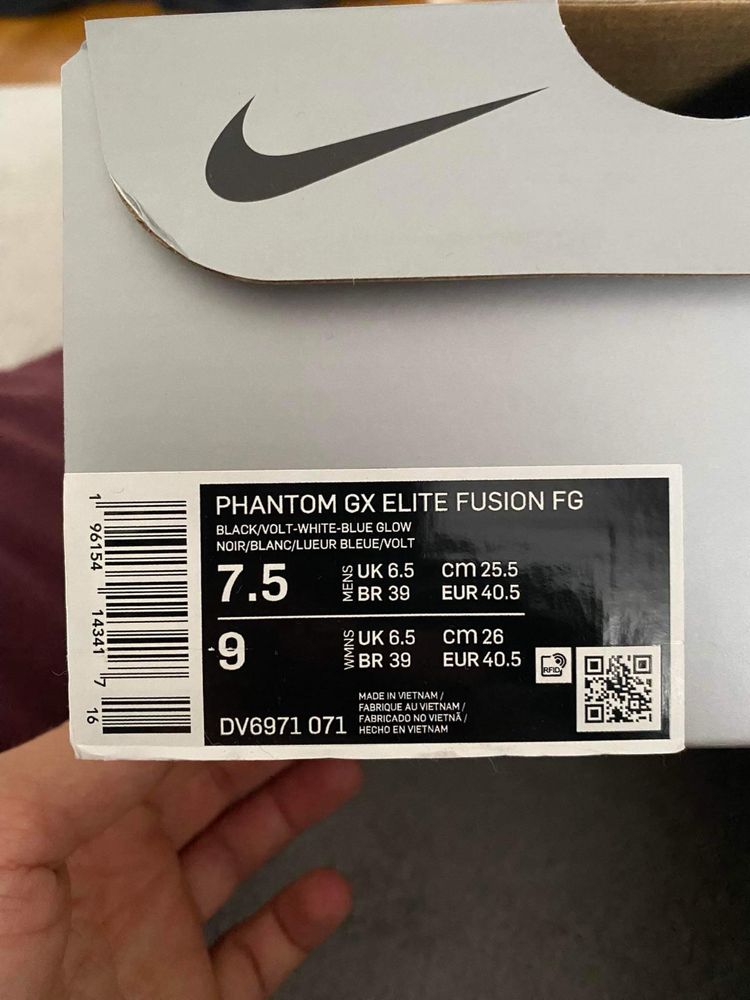 PHANTOM GX ELITE FUSION FG
BLACK/VOLT-WHITE-BLUE GLOW
NOIR/BLANC/LUEUR BLEUE/VOLT
7.5 MENS UK 6.5 cm 25.5
BR 39 EUR 40.5
9 WMNS UK 6.5 cm 26
BR 39 EUR 40.5
RFID
DV6971 071
MADE IN VIETNAM /
FABRIQUE AU VIETNAM /
FABRICADO NO VIETNÃ /
HECHO EN VIETNAM
1 96154 14341 7 16